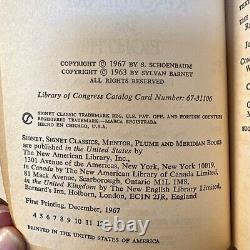 COPYRIGHT © 1967 BY S. SCHOENBAUM
COPYRIGHT © 1963 BY SYLVAN BARNET
ALL RIGHTS RESERVED
Library of Congress Catalog Card Number: 67-31106
SIGNET CLASSIC TRADEMARK REG. U.S. PAT. OFF. AND FOREIGN COUNTRIES
REGISTERED TRADEMARK—MARCA REGISTRADA
HECHO EN CHICAGO, U.S.A.
SIGNET, SIGNET CLASSICS, MENTOR, PLUME AND MERIDIAN BOOKS
are published in the United States by
The New American Library, Inc.,
1301 Avenue of the Americas, New York, New York 10019,
in Canada by The New American Library of Canada Limited,
81 Mack Avenue, Scarborough, Ontario M1L 1M8,
in the United Kingdom by The New English Library Limited,
Barnard's Inn, Holborn, London, EC1N 2JR, England
First Printing, December, 1967
4 5 6 7 8 9 10 11 12
PRINTED IN THE UNITED STATES OF AMERICA